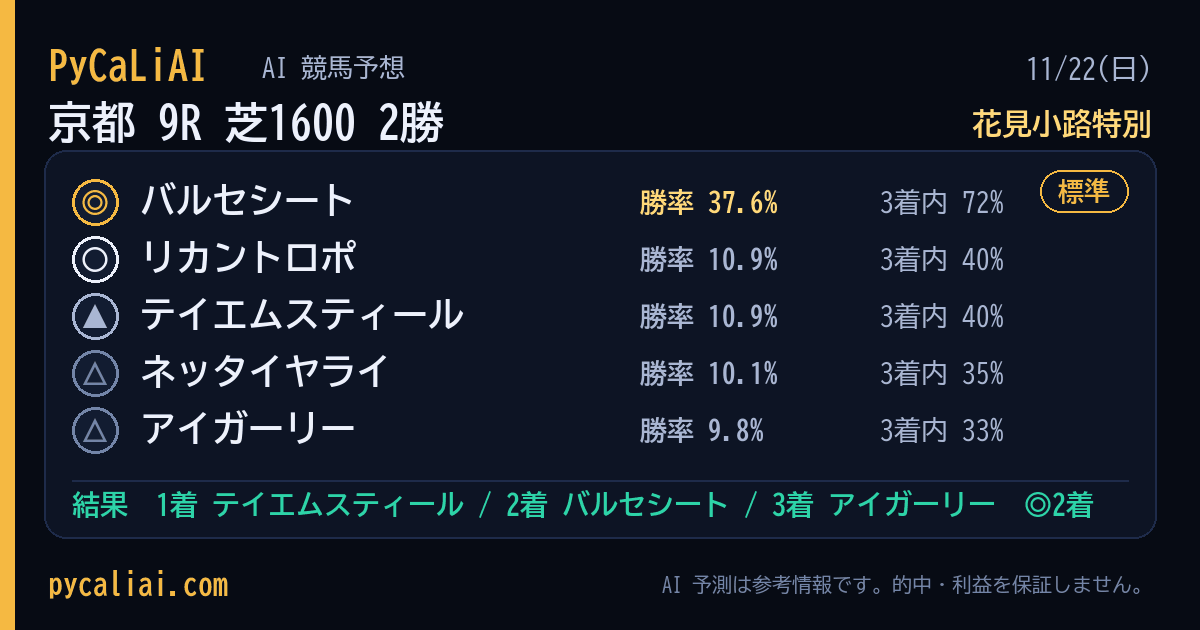 PyCaLiAI AI 競馬予想 11/22(日)
京都 9R 芝1600 2勝 花見小路特別
◎ バルセシート 勝率 37.6% 3着内 72% 標準
○ リカントロポ 勝率 10.9% 3着内 40%
▲ テイエムスティール 勝率 10.9% 3着内 40%
△ ネッタイヤライ 勝率 10.1% 3着内 35%
△ アイガーリー 勝率 9.8% 3着内 33%
結果 1着 テイエムスティール / 2着 バルセシート / 3着 アイガーリー ◎2着
pycaliai.com AI 予測は参考情報です。的中・利益を保証しません。